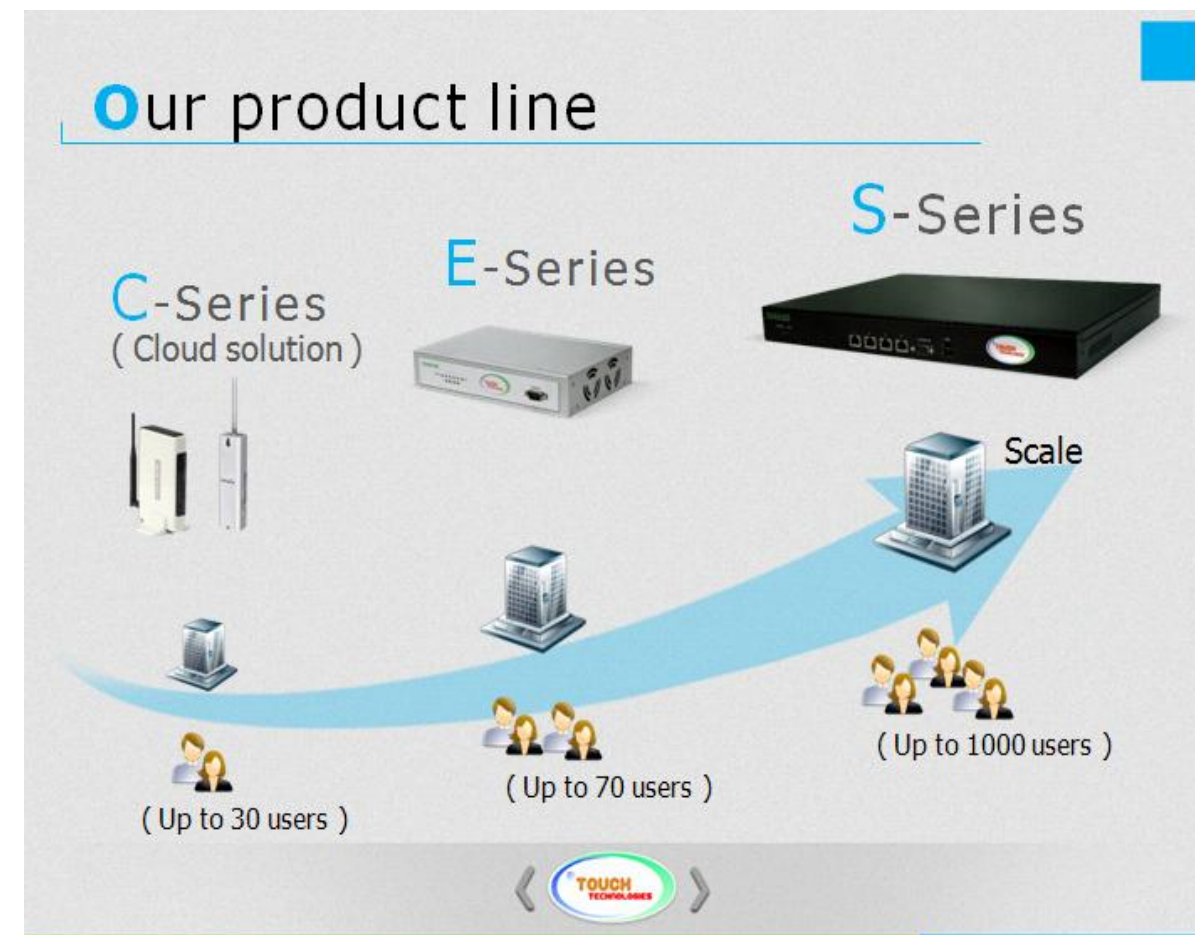 Our product line
S-Series
E-Series
C-Series
( Cloud solution )
Scale
( Up to 1000 users )
( Up to 70 users )
( Up to 30 users )
TOUCH
TECHNOLOGIES